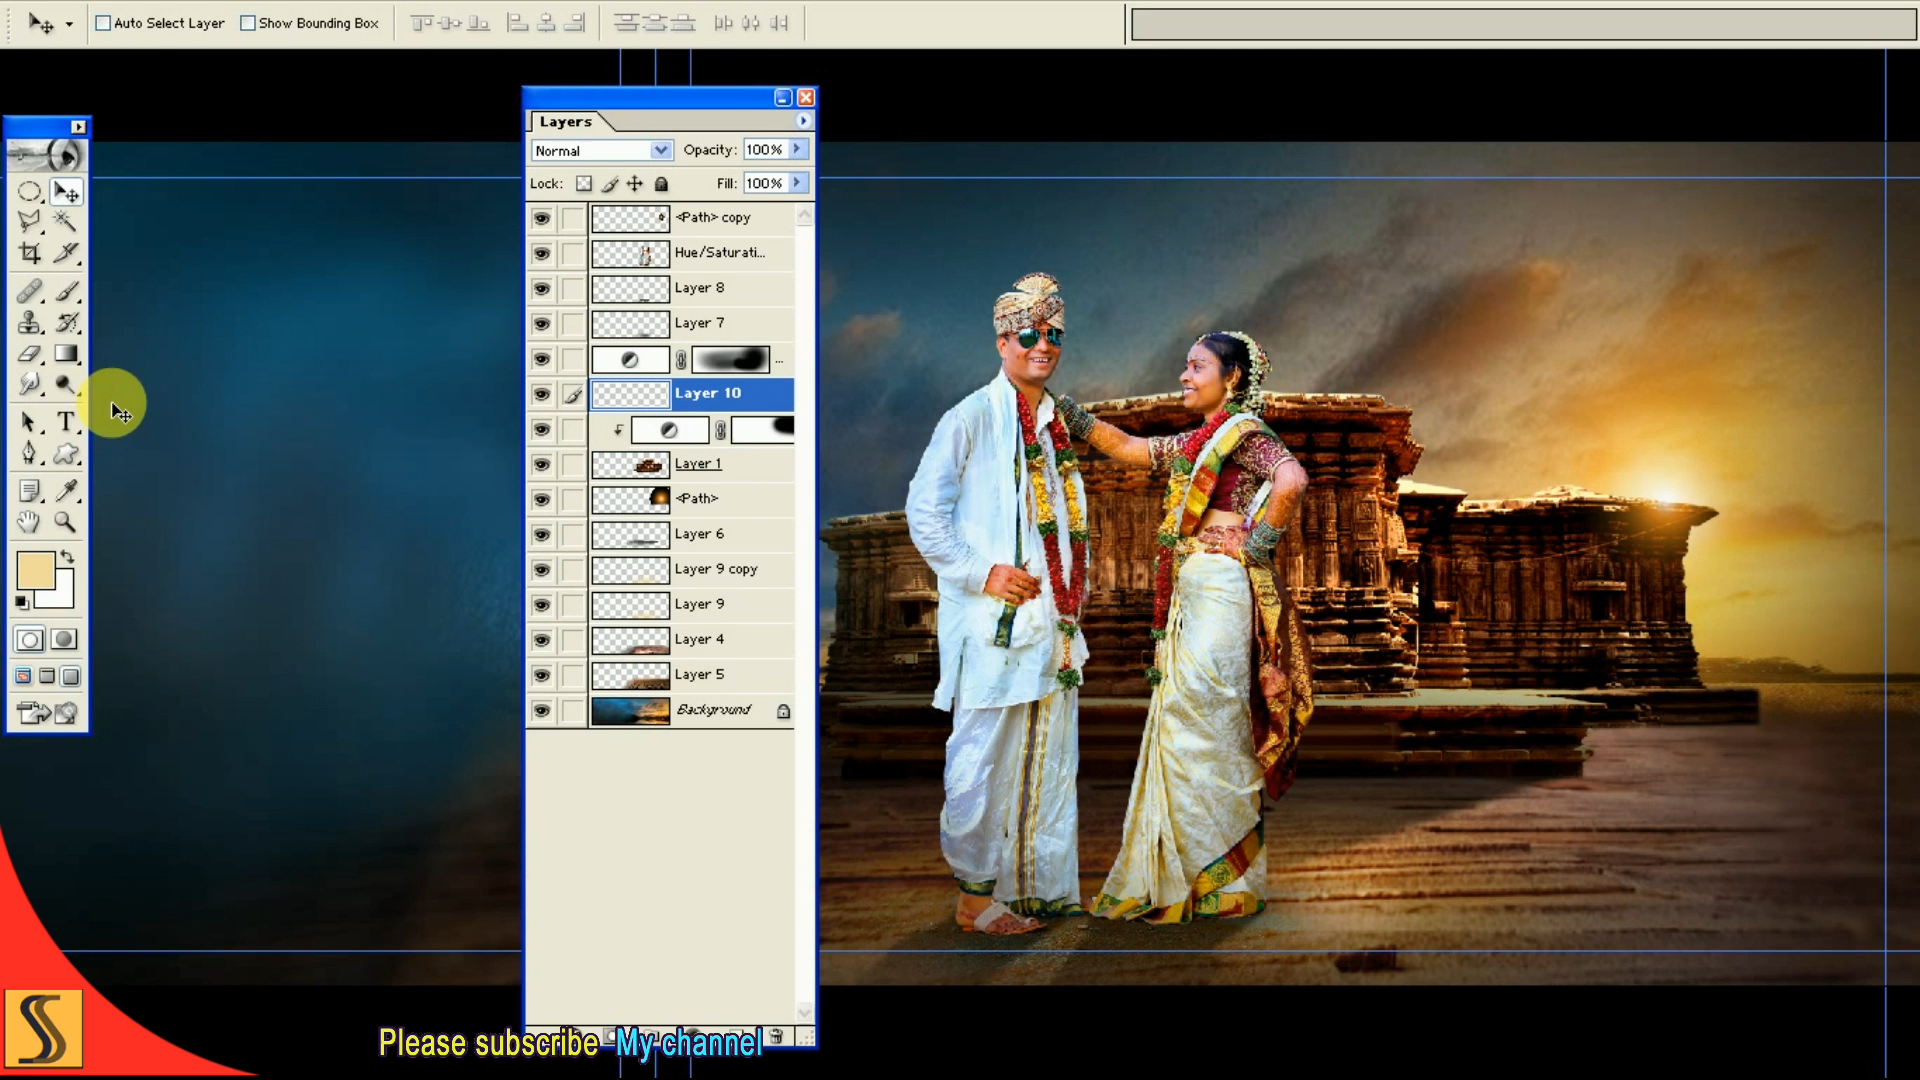 Auto Select Layer Show Bounding Box
Layers
Normal Opacity: 100%
Lock: Fill: 100%
<Path> copy
Hue/Saturati...
Layer 8
Layer 7
...
Layer 10
Layer 1
<Path>
Layer 6
Layer 9 copy
Layer 9
Layer 4
Layer 5
Background
T
S
Please subscribe My channel